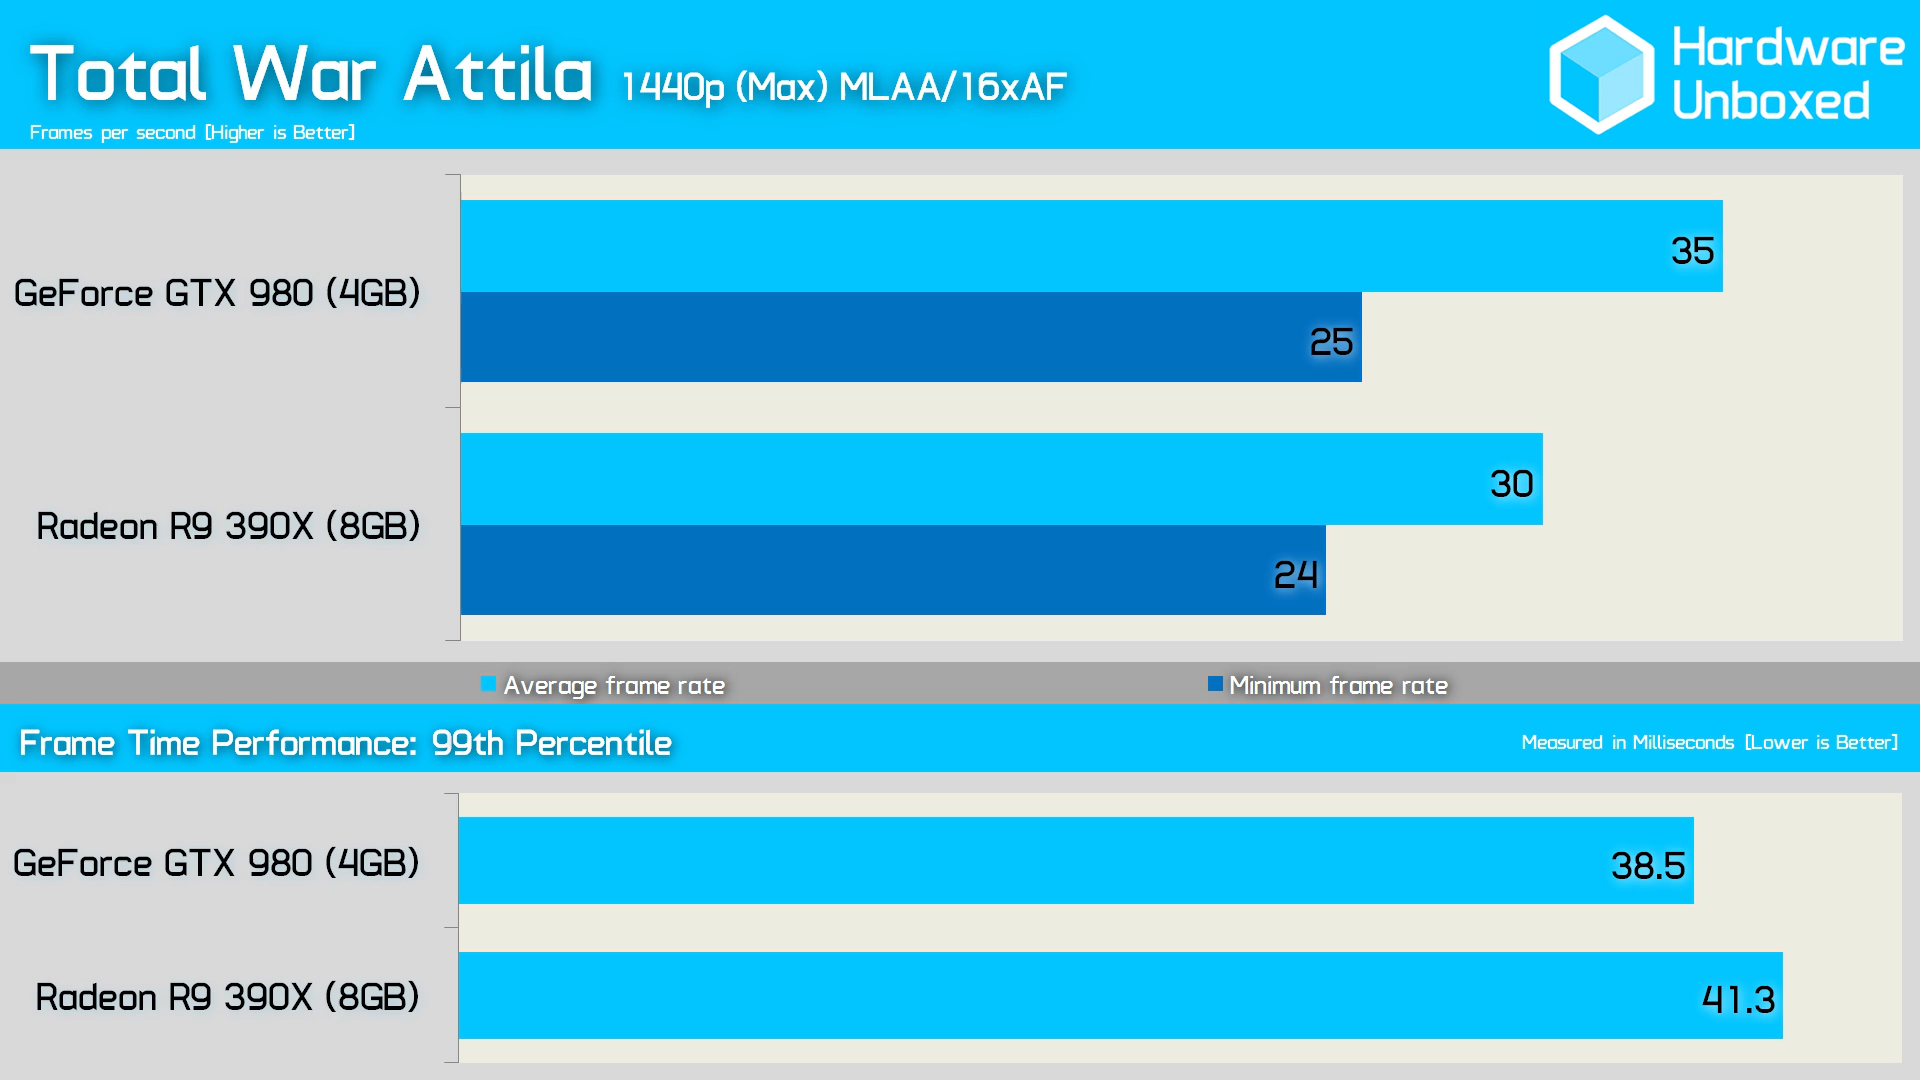 Total War Attila 1440p (Max) MLAA/16xAF
Frames per second [Higher is Better]
Hardware
Unboxed
GeForce GTX 980 (4GB)
35
25
Radeon R9 390X (8GB)
30
24
Average frame rate
Minimum frame rate
Frame Time Performance: 99th Percentile
Measured in Milliseconds [Lower is Better]
GeForce GTX 980 (4GB)
38.5
Radeon R9 390X (8GB)
41.3